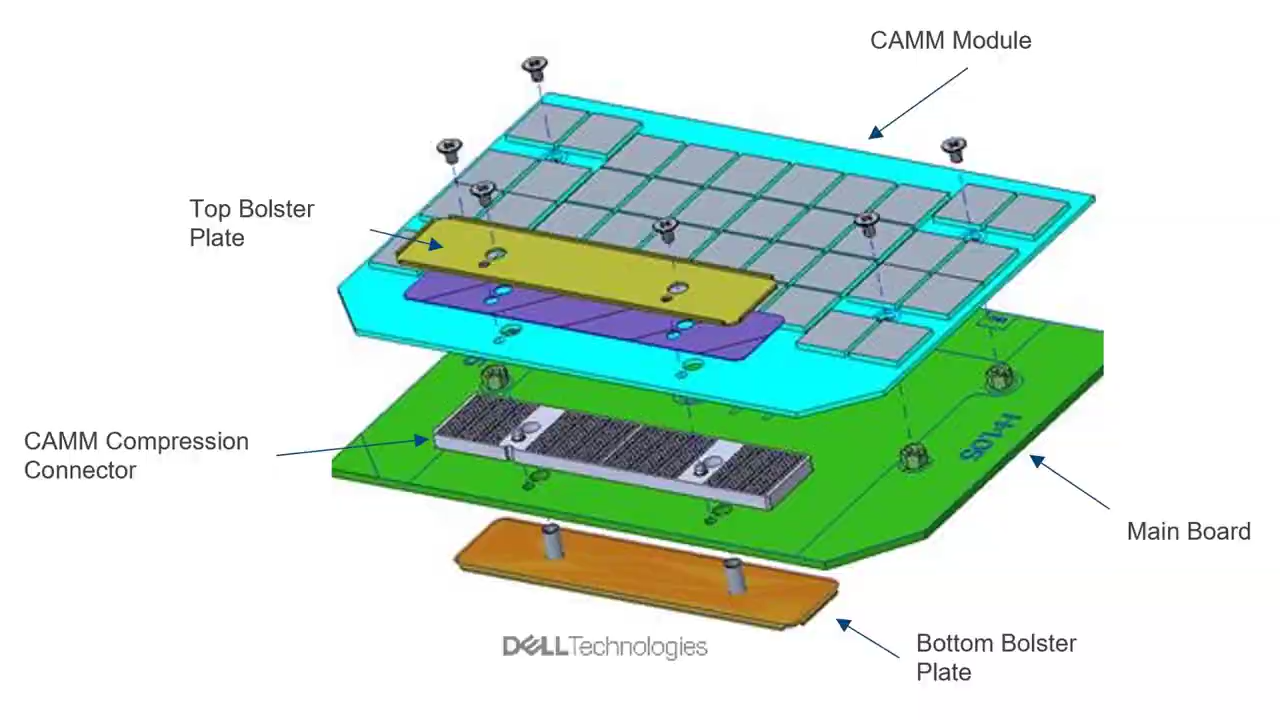 CAMM Module
Top Bolster
Plate
CAMM Compression
Connector
Main Board
DELLTechnologies
Bottom Bolster
Plate